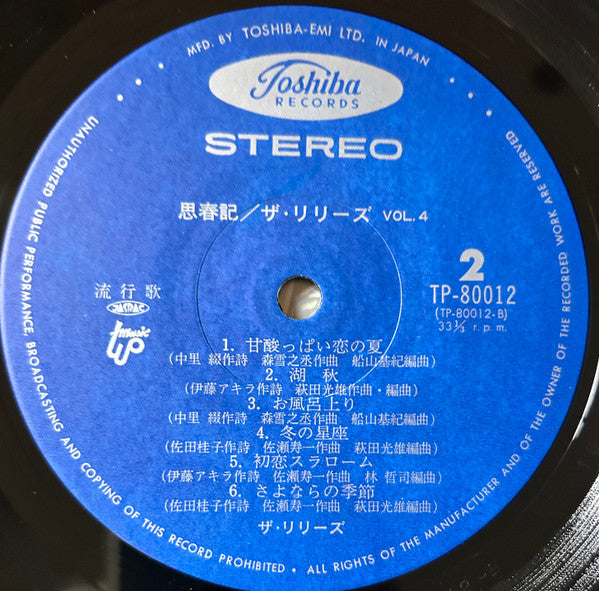 MFD. BY TOSHIBA-EMI LTD. IN JAPAN
Toshiba
RECORDS
STEREO
思春記/ザ・リリーズ VOL.4
2
流行歌
TP-80012
(TP-80012-B)
33⅓ r.p.m.
JASRAC
Music
1. 甘酸っぱい恋の夏
(中里 綴作詩 森雪之丞作曲 船山基紀編曲)
2. 湖 秋
(伊藤アキラ作詩 萩田光雄作曲・編曲)
3. お風呂上り
(中里 綴作詩 森雪之丞作曲 船山基紀編曲)
4. 冬の星座
(佐田桂子作詩 佐瀬寿一作曲 萩田光雄編曲)
5. 初恋スラローム
(伊藤アキラ作詩 佐瀬寿一作曲 林 哲司編曲)
6. さよならの季節
(佐田桂子作詩 佐瀬寿一作曲 萩田光雄編曲)
ザ・リリーズ
UNAUTHORIZED PUBLIC PERFORMANCE, BROADCASTING AND COPYING OF THIS RECORD PROHIBITED • ALL RIGHTS OF THE MANUFACTURER AND OF THE OWNER OF THE RECORDED WORK ARE RESERVED